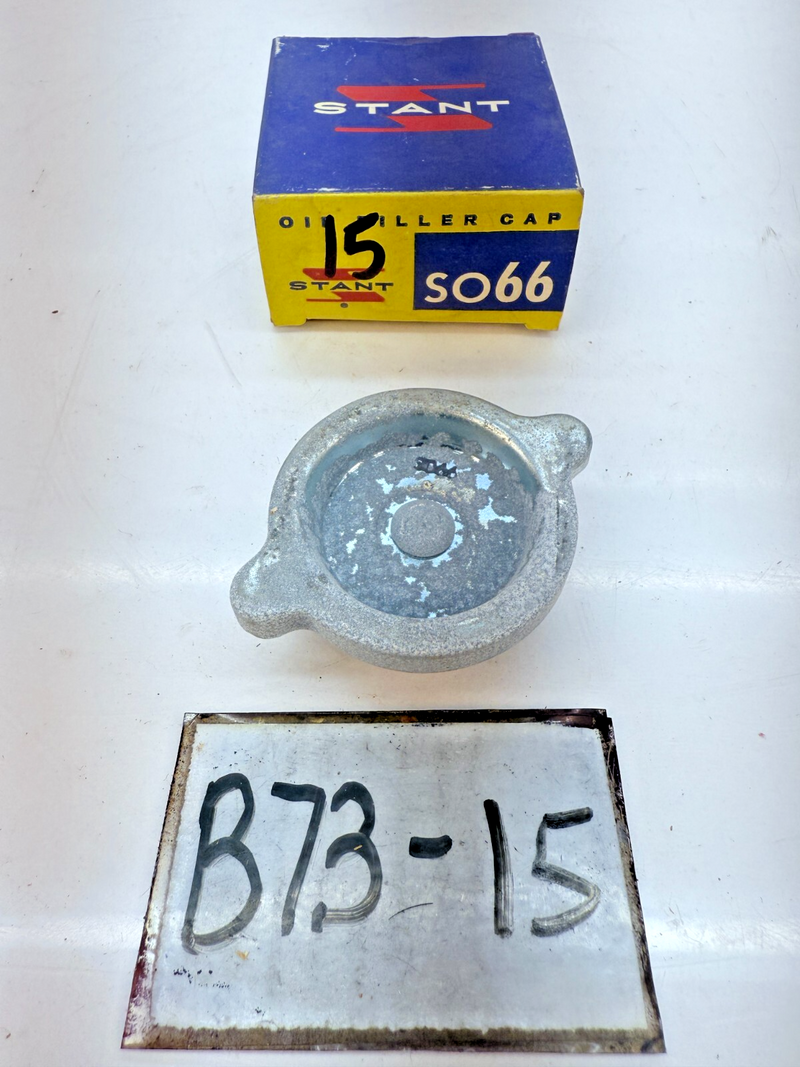 STANT
OIL FILLER CAP
15
STANT
®
SO66
B73-15